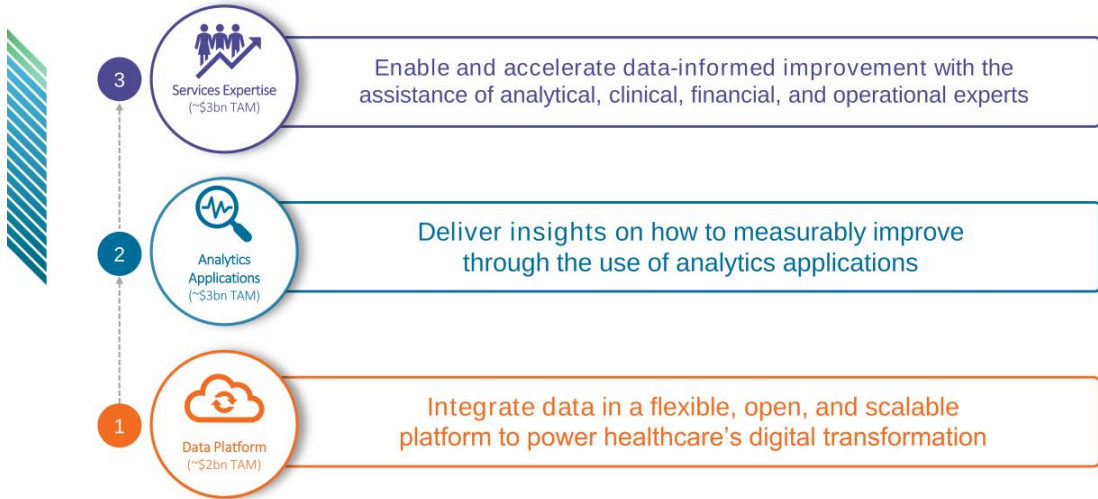 3
Services Expertise
(~$3bn TAM)
Enable and accelerate data-informed improvement with the
assistance of analytical, clinical, financial, and operational experts
2
Analytics
Applications
(~$3bn TAM)
Deliver insights on how to measurably improve
through the use of analytics applications
1
Data Platform
(~$2bn TAM)
Integrate data in a flexible, open, and scalable
platform to power healthcare’s digital transformation